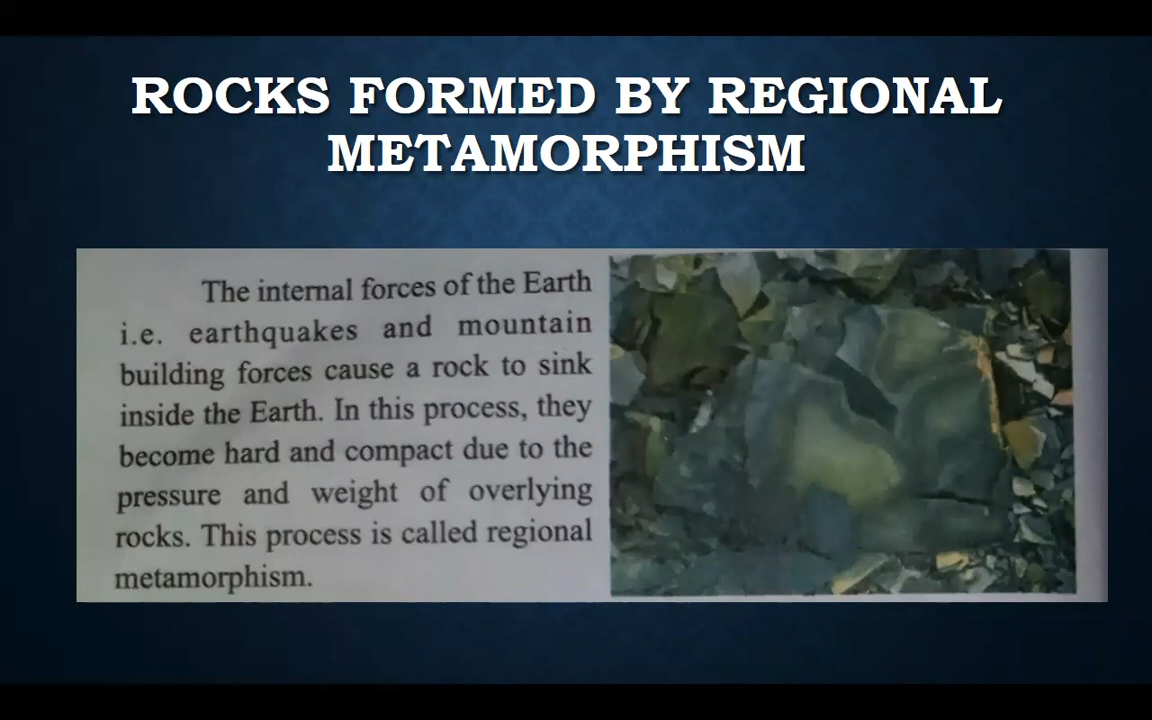 ROCKS FORMED BY REGIONAL
METAMORPHISM
The internal forces of the Earth
i.e. earthquakes and mountain
building forces cause a rock to sink
inside the Earth. In this process, they
become hard and compact due to the
pressure and weight of overlying
rocks. This process is called regional
metamorphism.